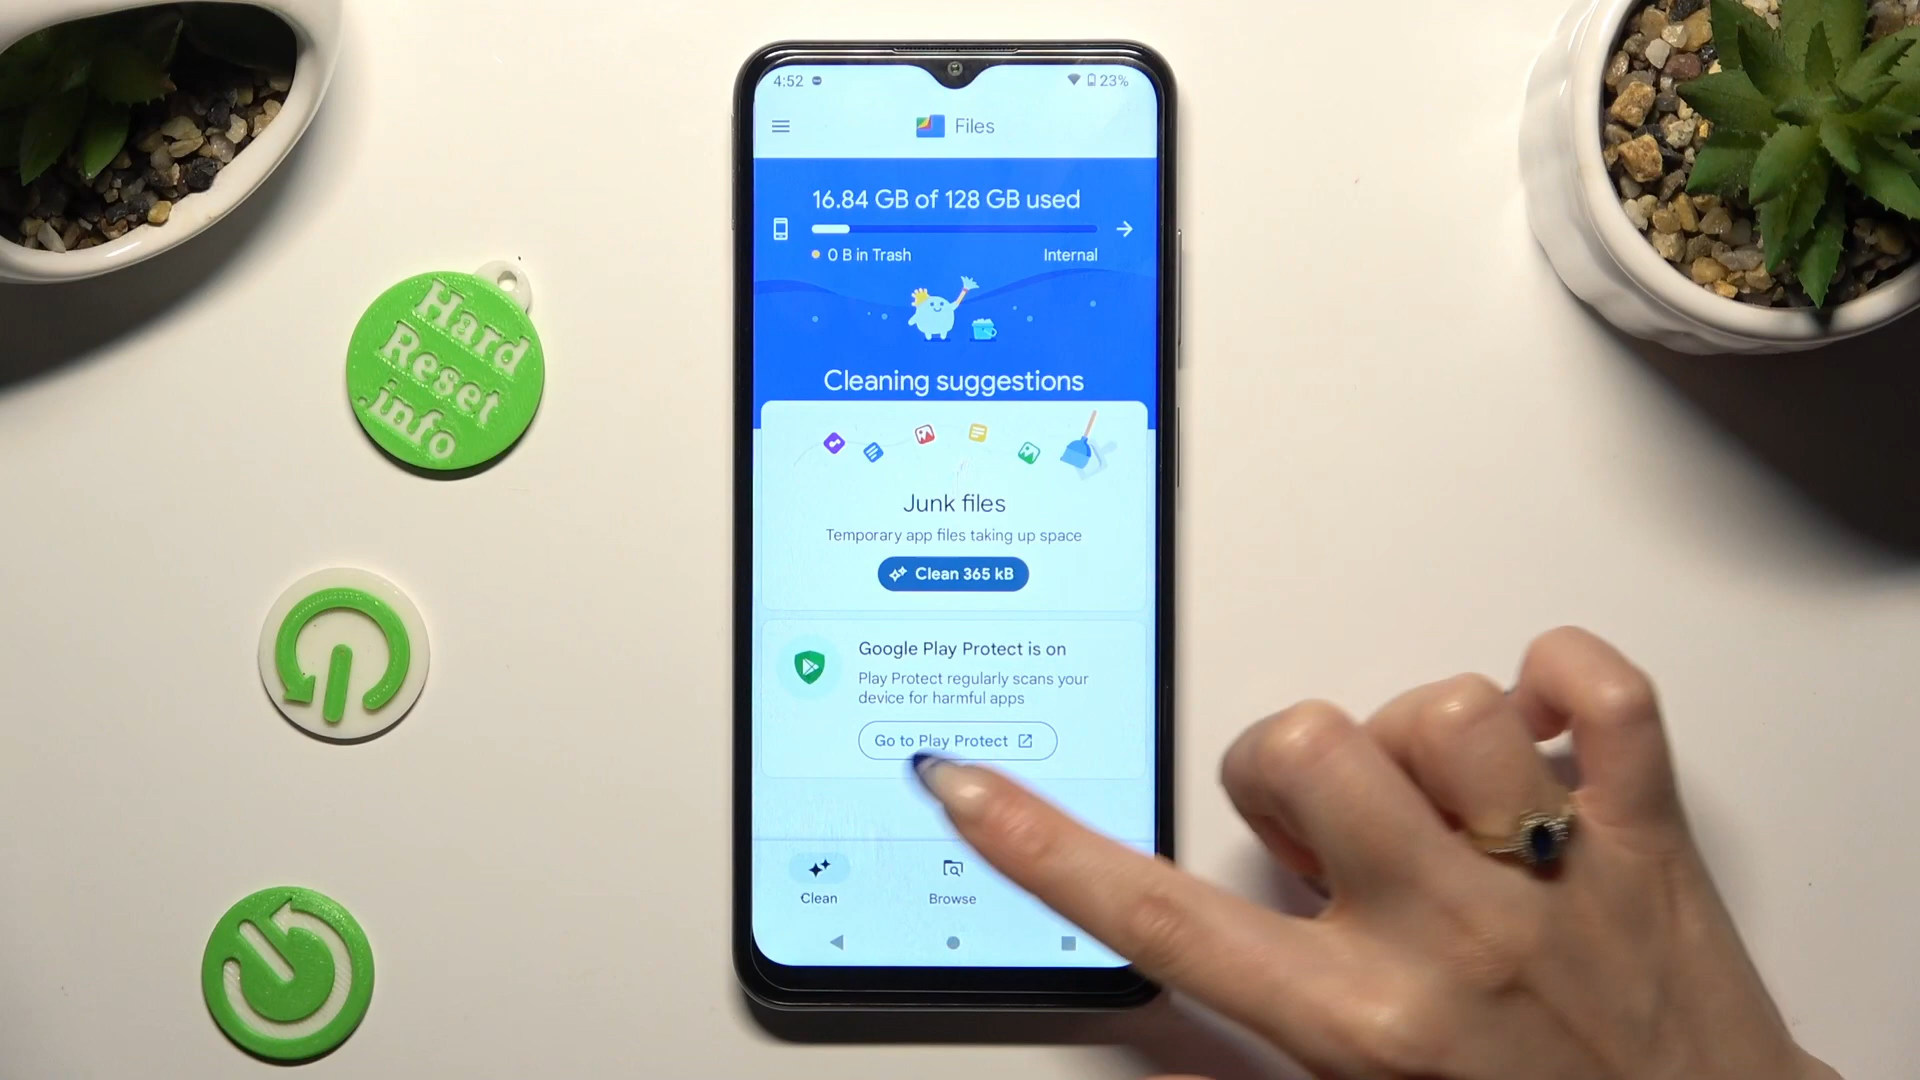 4:52
23%
Files
16.84 GB of 128 GB used
0 B in Trash
Internal
Cleaning suggestions
Junk files
Temporary app files taking up space
Clean 365 kB
Google Play Protect is on
Play Protect regularly scans your
device for harmful apps
Go to Play Protect
Clean
Browse
Hard
Reset
.info